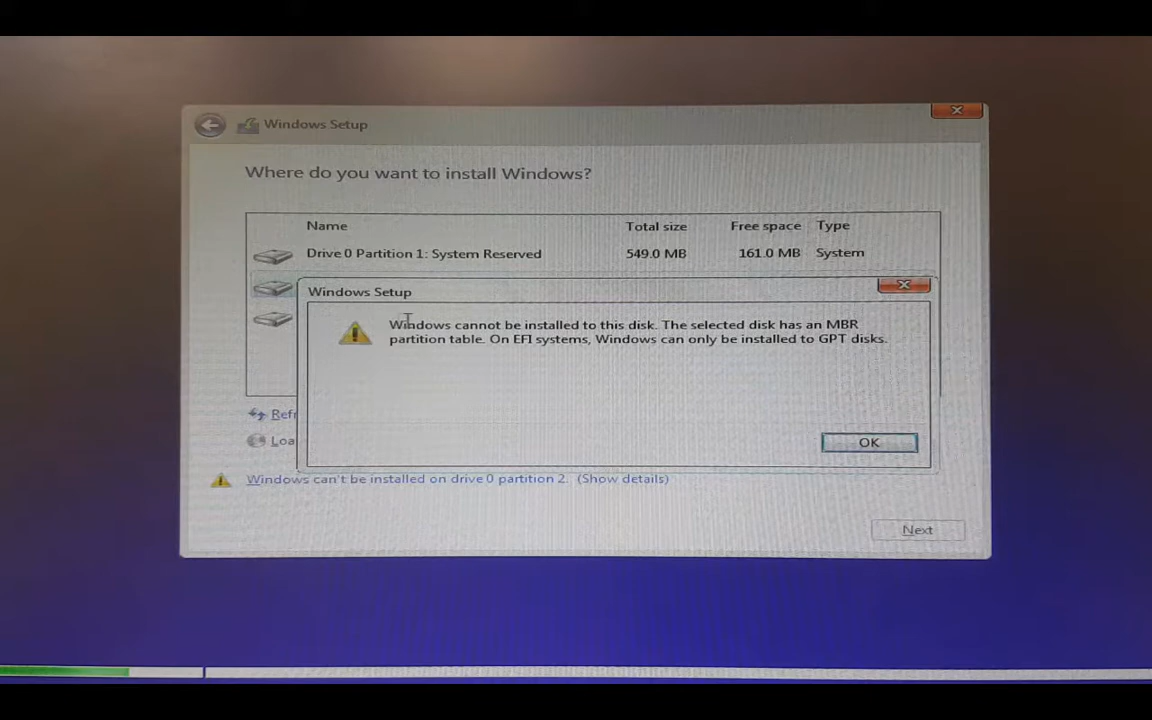 Windows Setup
Where do you want to install Windows?
Name Total size Free space Type
Drive 0 Partition 1: System Reserved 549.0 MB 161.0 MB System
Windows Setup
Windows cannot be installed to this disk. The selected disk has an MBR
partition table. On EFI systems, Windows can only be installed to GPT disks.
Refr
OK
Loa
Windows can't be installed on drive 0 partition 2. (Show details)
Next